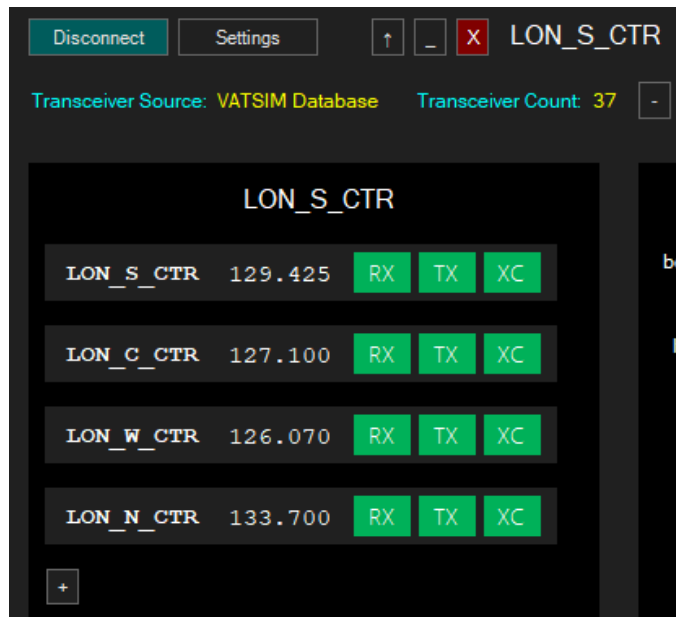 Disconnect Settings ↑ _ X LON_S_CTR
Transceiver Source: VATSIM Database Transceiver Count: 37 -
LON_S_CTR
LON_S_CTR 129.425 RX TX XC
LON_C_CTR 127.100 RX TX XC
LON_W_CTR 126.070 RX TX XC
LON_N_CTR 133.700 RX TX XC
+